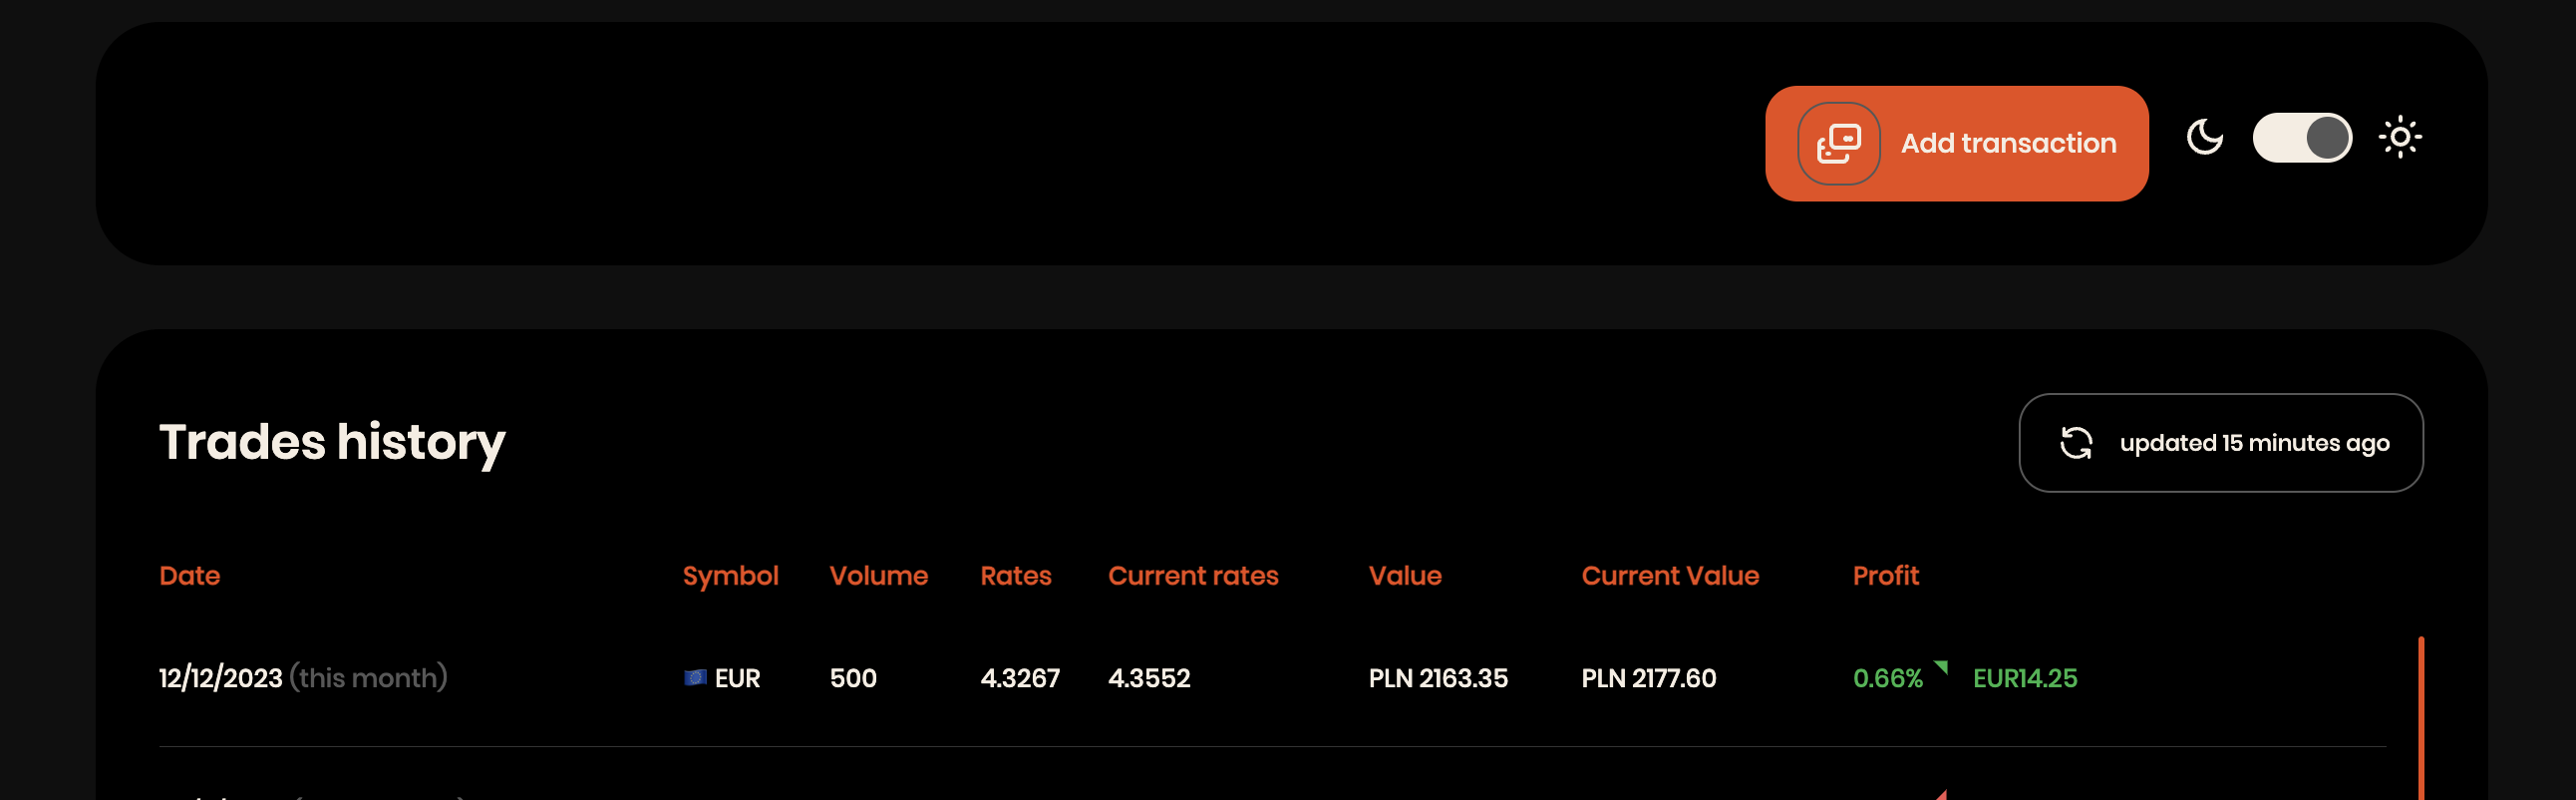 Add transaction
Trades history
updated 15 minutes ago
Date Symbol Volume Rates Current rates Value Current Value Profit
12/12/2023 (this month) EUR 500 4.3267 4.3552 PLN 2163.35 PLN 2177.60 0.66% EUR14.25